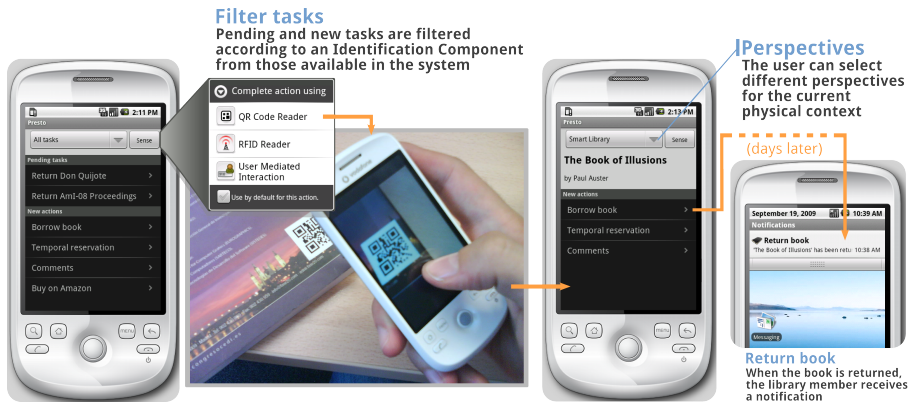 Filter tasks
Pending and new tasks are filtered
according to an Identification Component
from those available in the system
2:11 PM
Presto
All tasks
Sense
Pending tasks
Return Don Quijote
Return AmI-08 Proceedings
New actions
Borrow book
Temporal reservation
Comments
Buy on Amazon
menu
Complete action using
QR Code Reader
RFID Reader
User Mediated
Interaction
Use by default for this action.
vodafone
2:13 PM
Presto
Smart Library
Sense
The Book of Illusions
by Paul Auster
New actions
Borrow book
Temporal reservation
Comments
menu
Perspectives
The user can select
different perspectives
for the current
physical context
(days later)
September 19, 2009
10:39 AM
Notifications
Return book
'The Book of Illusions' has been retu 10:38 AM
Messaging
Return book
When the book is returned,
the library member receives
a notification